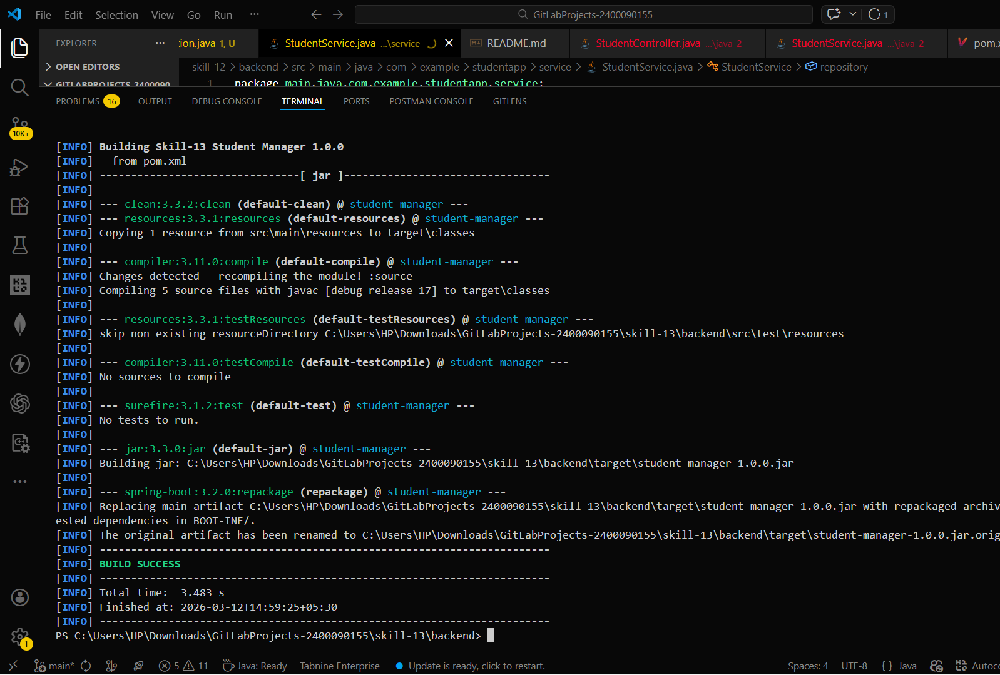 File Edit Selection View Go Run ··· GitLabProjects-2400090155 1
EXPLORER ··· tion.java 1, U StudentService.java ...\service README.md StudentController.java ...\java 2 StudentService.java ...\java 2 pom.x
OPEN EDITORS skill-12 > backend > src > main > java > com > example > studentapp > service > StudentService.java > StudentService > repository
GITLABPROJECTS-2400090... 1 package main.java.com.example.studentapp.service;
PROBLEMS 16 OUTPUT DEBUG CONSOLE TERMINAL PORTS POSTMAN CONSOLE GITLENS
10K+
[INFO] Building Skill-13 Student Manager 1.0.0
[INFO]   from pom.xml
[INFO] --------------------------------[ jar ]---------------------------------
[INFO]
[INFO] --- clean:3.3.2:clean (default-clean) @ student-manager ---
[INFO] --- resources:3.3.1:resources (default-resources) @ student-manager ---
[INFO] Copying 1 resource from src\main\resources to target\classes
[INFO]
[INFO] --- compiler:3.11.0:compile (default-compile) @ student-manager ---
[INFO] Changes detected - recompiling the module! :source
[INFO] Compiling 5 source files with javac [debug release 17] to target\classes
[INFO]
[INFO] --- resources:3.3.1:testResources (default-testResources) @ student-manager ---
[INFO] skip non existing resourceDirectory C:\Users\HP\Downloads\GitLabProjects-2400090155\skill-13\backend\src\test\resources
[INFO]
[INFO] --- compiler:3.11.0:testCompile (default-testCompile) @ student-manager ---
[INFO] No sources to compile
[INFO]
[INFO] --- surefire:3.1.2:test (default-test) @ student-manager ---
[INFO] No tests to run.
[INFO]
[INFO] --- jar:3.3.0:jar (default-jar) @ student-manager ---
[INFO] Building jar: C:\Users\HP\Downloads\GitLabProjects-2400090155\skill-13\backend\target\student-manager-1.0.0.jar
[INFO]
[INFO] --- spring-boot:3.2.0:repackage (repackage) @ student-manager ---
[INFO] Replacing main artifact C:\Users\HP\Downloads\GitLabProjects-2400090155\skill-13\backend\target\student-manager-1.0.0.jar with repackaged archiv
ested dependencies in BOOT-INF/.
[INFO] The original artifact has been renamed to C:\Users\HP\Downloads\GitLabProjects-2400090155\skill-13\backend\target\student-manager-1.0.0.jar.orig
[INFO] ------------------------------------------------------------------------
[INFO] BUILD SUCCESS
[INFO] ------------------------------------------------------------------------
[INFO] Total time:  3.483 s
[INFO] Finished at: 2026-03-12T14:59:25+05:30
[INFO] ------------------------------------------------------------------------
PS C:\Users\HP\Downloads\GitLabProjects-2400090155\skill-13\backend>
1
main* 5 11 Java: Ready Tabnine Enterprise Update is ready, click to restart. Spaces: 4 UTF-8 { } Java Autoco